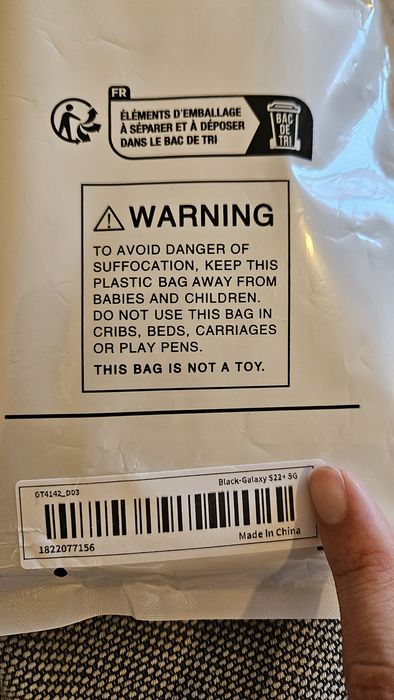 FR
ÉLÉMENTS D'EMBALLAGE
À SÉPARER ET À DÉPOSER
DANS LE BAC DE TRI
BAC
DE
TRI
WARNING
TO AVOID DANGER OF
SUFFOCATION, KEEP THIS
PLASTIC BAG AWAY FROM
BABIES AND CHILDREN.
DO NOT USE THIS BAG IN
CRIBS, BEDS, CARRIAGES
OR PLAY PENS.
THIS BAG IS NOT A TOY.
GT4142_D03
Black-Galaxy S22+ 5G
1822077156
Made In China